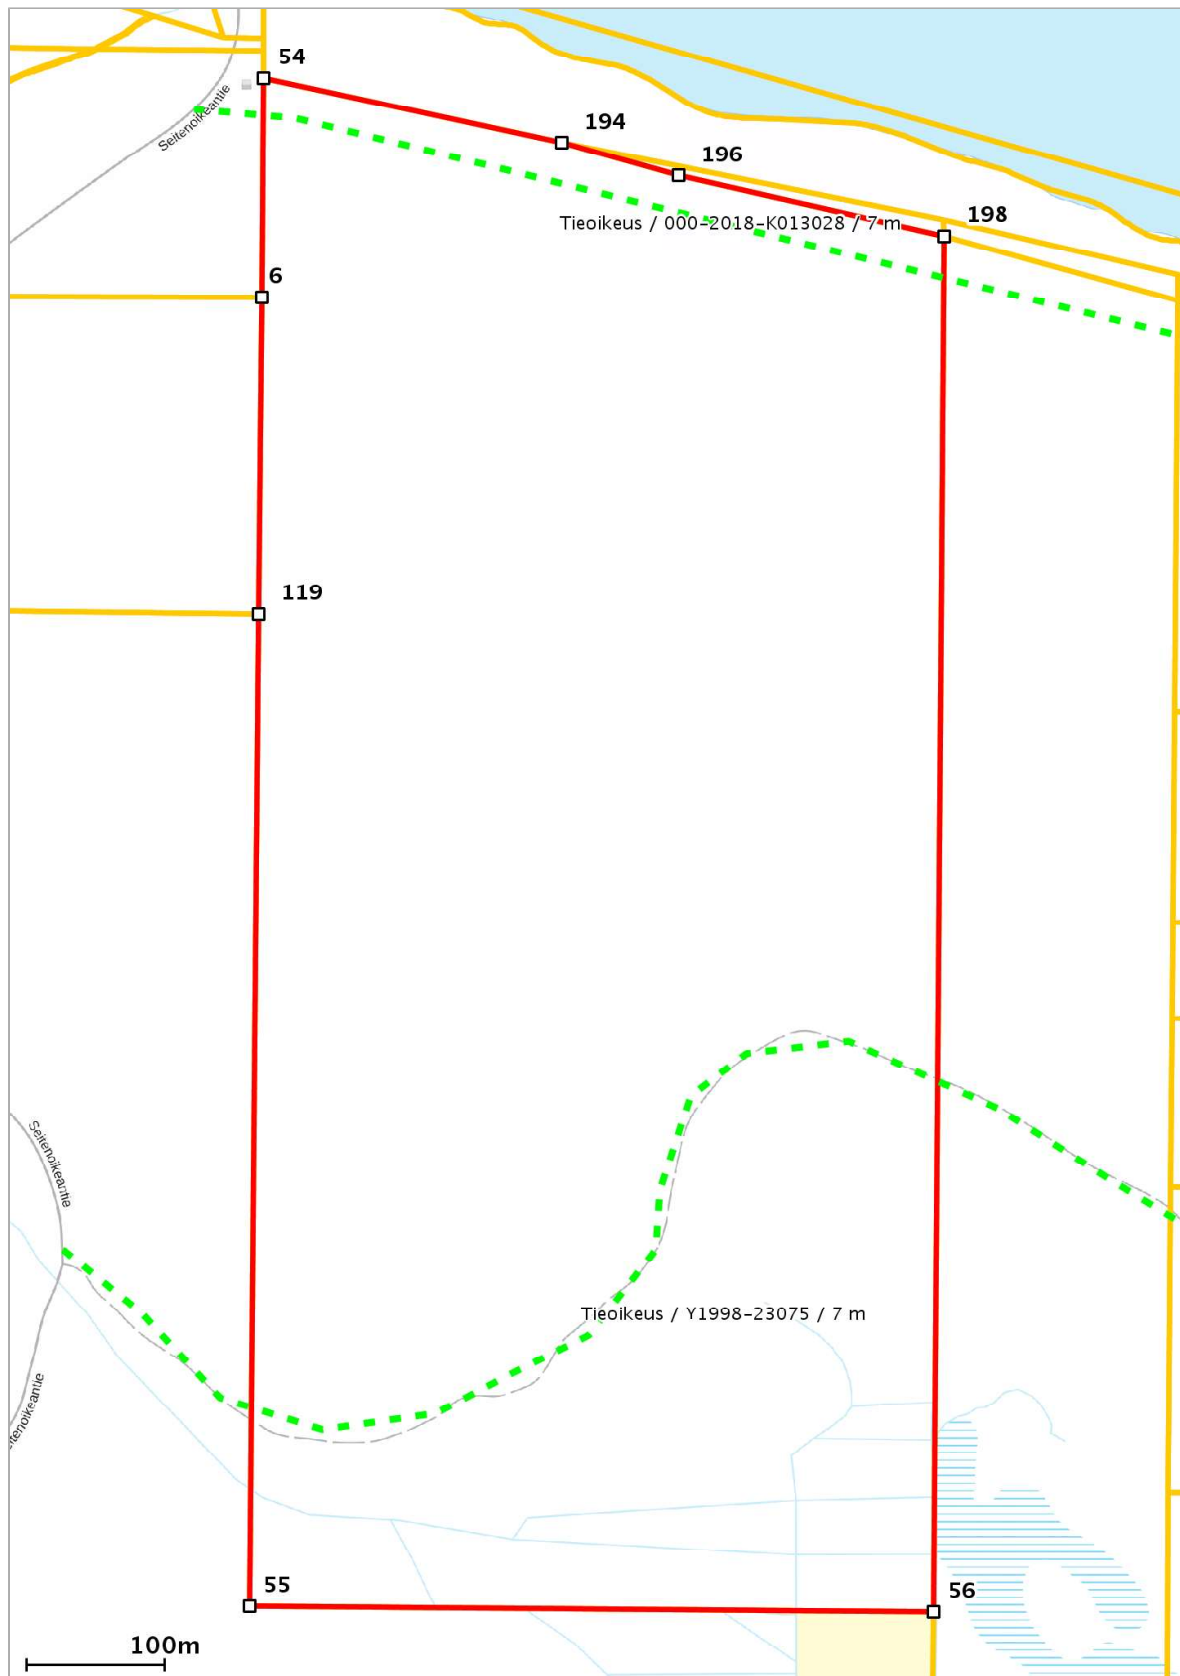 54
Seitenoikeantie
194
196
198
Tieoikeus / 000-2018-K013028 / 7 m
6
119
Seitenoikeantie
Tieoikeus / Y1998-23075 / 7 m
itenoikeantie
55
56
100m